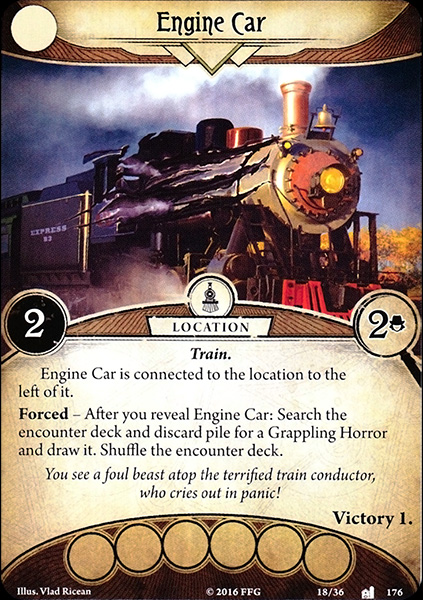 Engine Car
EXPRESS
2
2
LOCATION
Train.
Engine Car is connected to the location to the
left of it.
Forced – After you reveal Engine Car: Search the
encounter deck and discard pile for a Grappling Horror
and draw it. Shuffle the encounter deck.
You see a foul beast atop the terrified train conductor,
who cries out in panic!
Victory 1.
Illus. Vlad Ricean © 2016 FFG 18/36 176